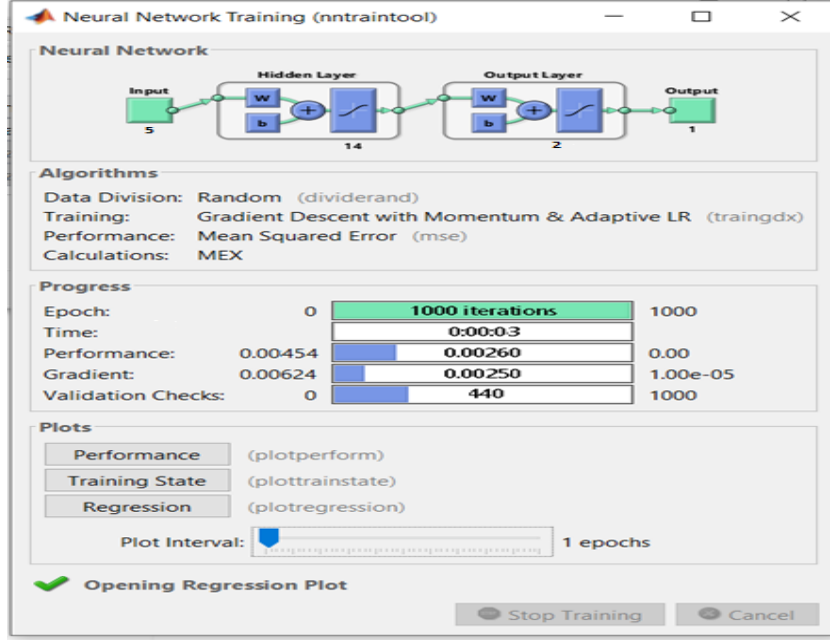 Neural Network Training (nntraintool)
Neural Network
Hidden Layer Output Layer
Input Output
W W
b b
+ +
5 14 2 1
Algorithms
Data Division: Random (dividerand)
Training: Gradient Descent with Momentum & Adaptive LR (traingdx)
Performance: Mean Squared Error (mse)
Calculations: MEX
Progress
Epoch: 0 1000 iterations 1000
Time: 0:00:03
Performance: 0.00454 0.00260 0.00
Gradient: 0.00624 0.00250 1.00e-05
Validation Checks: 0 440 1000
Plots
Performance (plotperform)
Training State (plottrainstate)
Regression (plotregression)
Plot Interval: 1 epochs
Opening Regression Plot
Stop Training Cancel